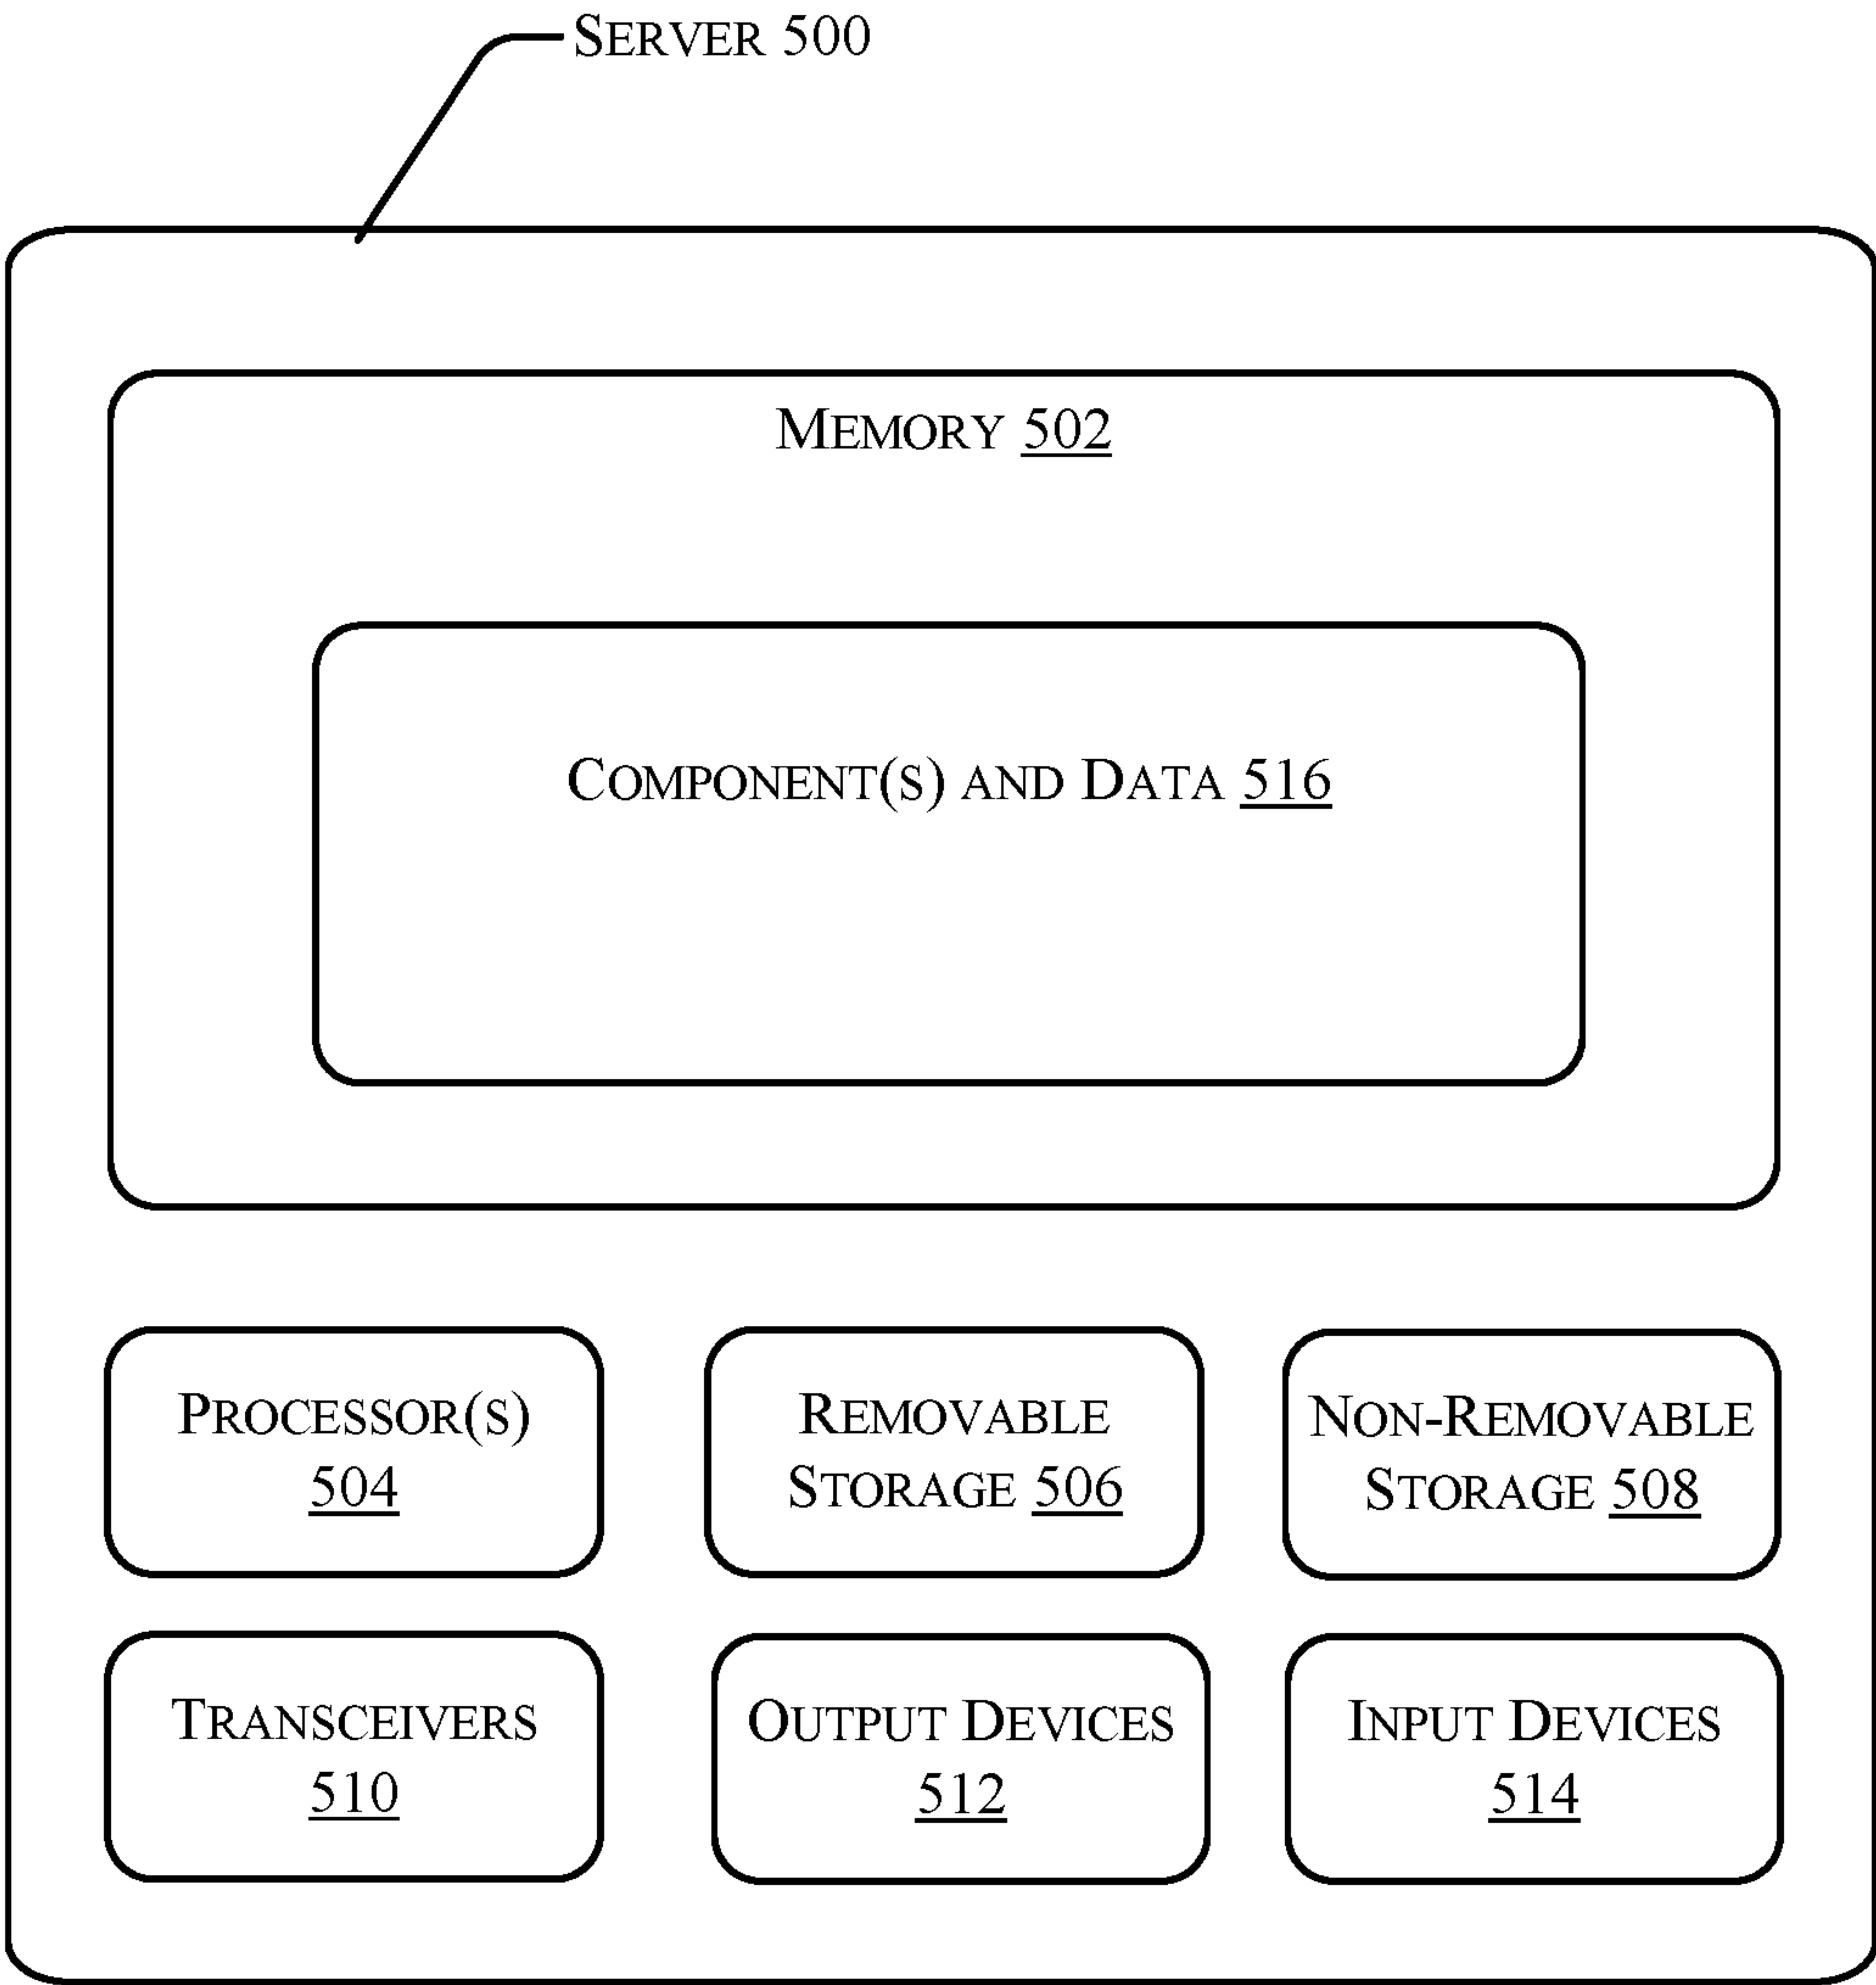 SERVER 500
MEMORY 502
COMPONENT(S) AND DATA 516
PROCESSOR(S)
504
REMOVABLE
STORAGE 506
NON-REMOVABLE
STORAGE 508
TRANSCEIVERS
510
OUTPUT DEVICES
512
INPUT DEVICES
514